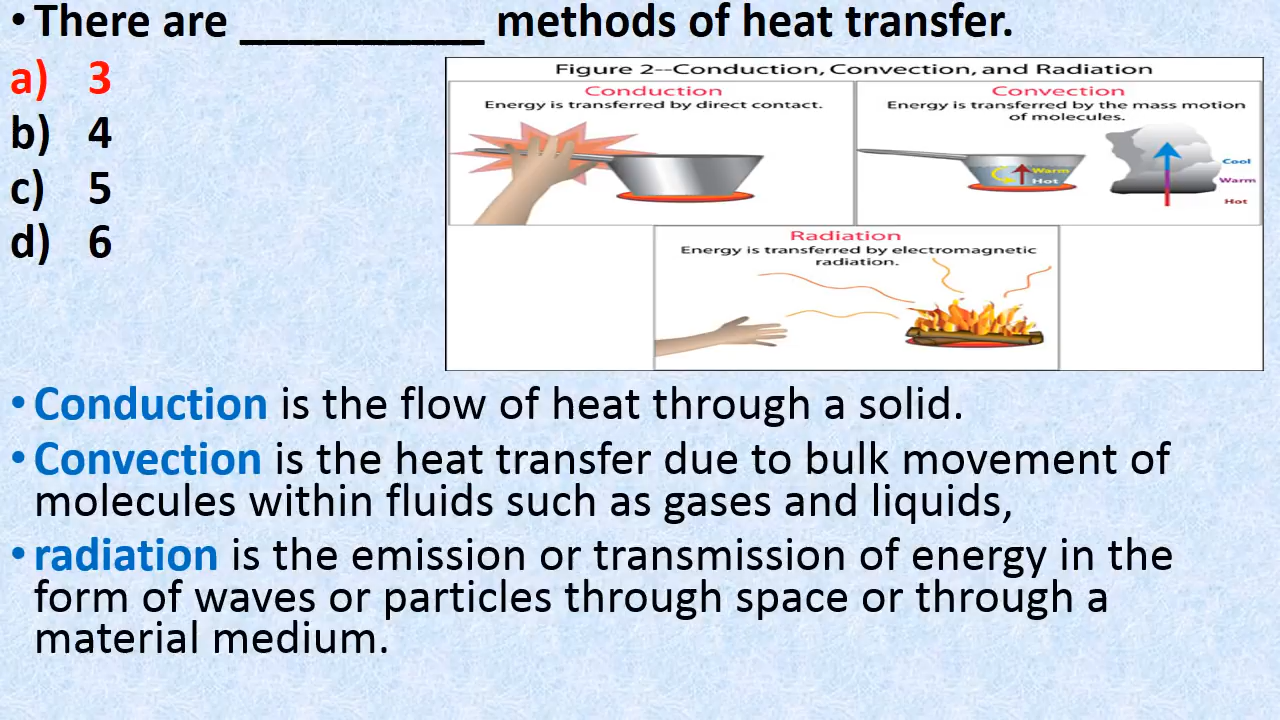 • There are ___________ methods of heat transfer.
a) 3
b) 4
c) 5
d) 6
Figure 2--Conduction, Convection, and Radiation
Conduction
Energy is transferred by direct contact.
Convection
Energy is transferred by the mass motion
of molecules.
Warm
Hot
Cool
Warm
Hot
Radiation
Energy is transferred by electromagnetic
radiation.
• Conduction is the flow of heat through a solid.
• Convection is the heat transfer due to bulk movement of
molecules within fluids such as gases and liquids,
• radiation is the emission or transmission of energy in the
form of waves or particles through space or through a
material medium.